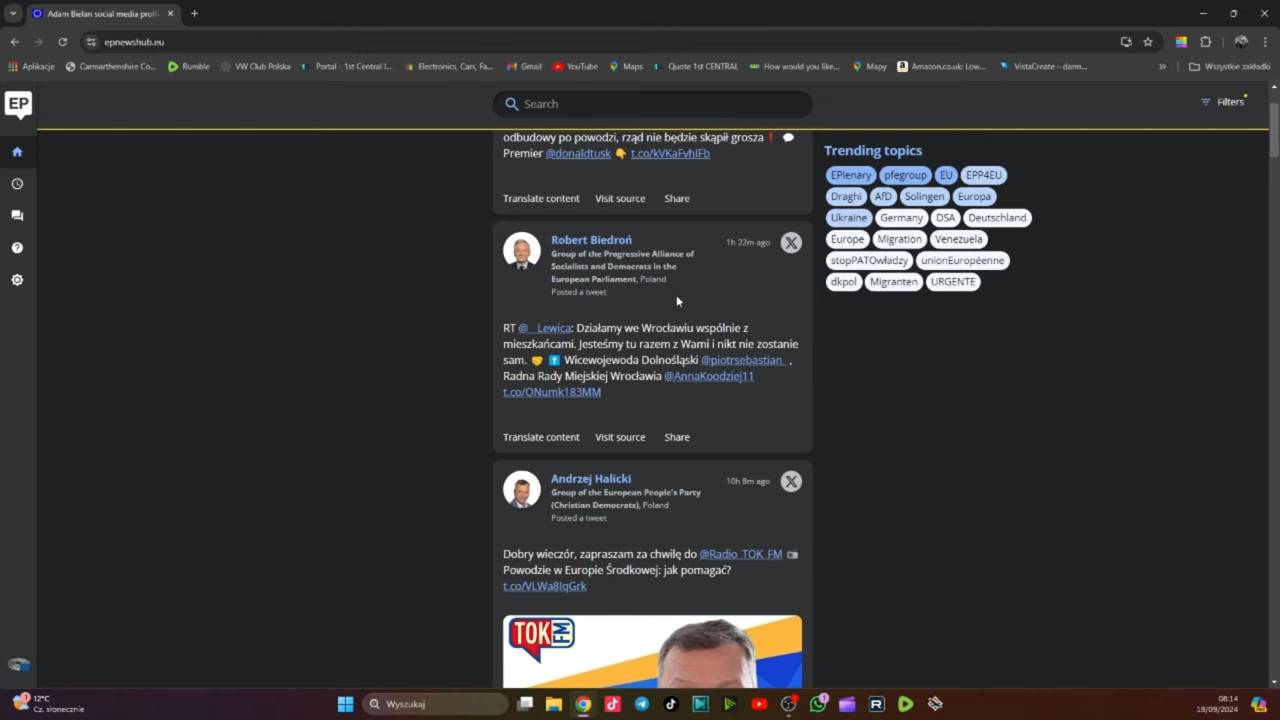 Adam Bielan social media profil
epnewshub.eu
Aplikacje
Carmarthenshire Co...
Rumble
VW Club Polska
Portal - 1st Central I...
Electronics, Cars, Fa...
Gmail
YouTube
Maps
Quote 1st CENTRAL
How would you like...
Mapy
Amazon.co.uk: Low...
VistaCreate – darm...
Wszystkie zakładki
EP
Search
Filters
odbudowy po powodzi, rząd nie będzie skąpił grosza❗ 💬
Premier @donaldtusk 👇 t.co/kVKaFvhIFb
Translate content Visit source Share
Robert Biedroń
1h 22m ago
Group of the Progressive Alliance of
Socialists and Democrats in the
European Parliament, Poland
Posted a tweet
RT @__Lewica: Działamy we Wrocławiu wspólnie z
mieszkańcami. Jesteśmy tu razem z Wami i nikt nie zostanie
sam. 🤝 ⬆️ Wicewojewoda Dolnośląski @piotrsebastian_ ,
Radna Rady Miejskiej Wrocławia @AnnaKoodziej11
t.co/ONumk183MM
Translate content Visit source Share
Andrzej Halicki
10h 8m ago
Group of the European People's Party
(Christian Democrats), Poland
Posted a tweet
Dobry wieczór, zapraszam za chwilę do @Radio_TOK_FM 📻
Powodzie w Europie Środkowej: jak pomagać?
t.co/VLWa8IqGrk
TOK FM
Trending topics
EPlenary pfegroup EU EPP4EU
Draghi AfD Solingen Europa
Ukraine Germany DSA Deutschland
Europe Migration Venezuela
stopPATOwładzy unionEuropéenne
dkpol Migranten URGENTE
1
12°C
Cz. słonecznie
Wyszukaj
1
08:14
19/09/2024